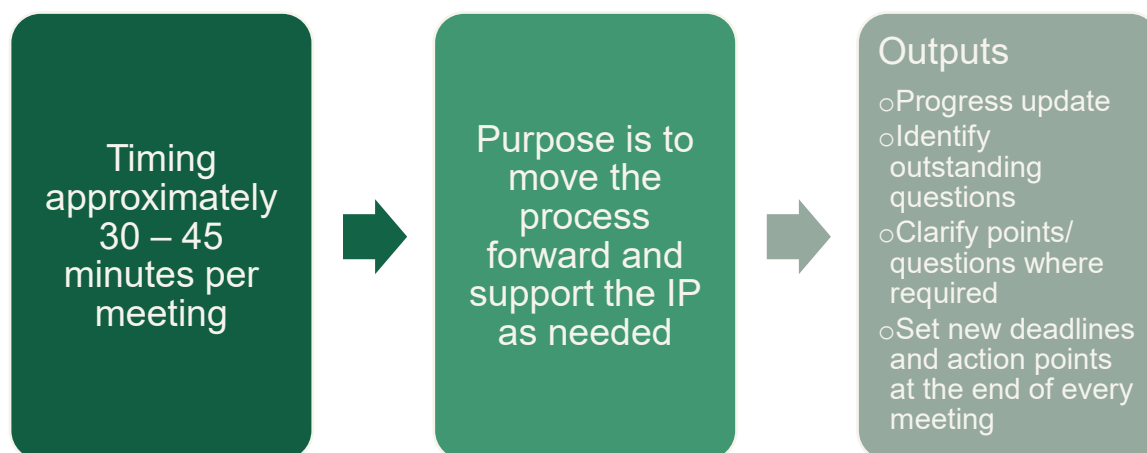 Timing
approximately
30 – 45
minutes per
meeting
Purpose is to
move the
process
forward and
support the IP
as needed
Outputs
oProgress update
oIdentify
outstanding
questions
oClarify points/
questions where
required
oSet new deadlines
and action points
at the end of every
meeting